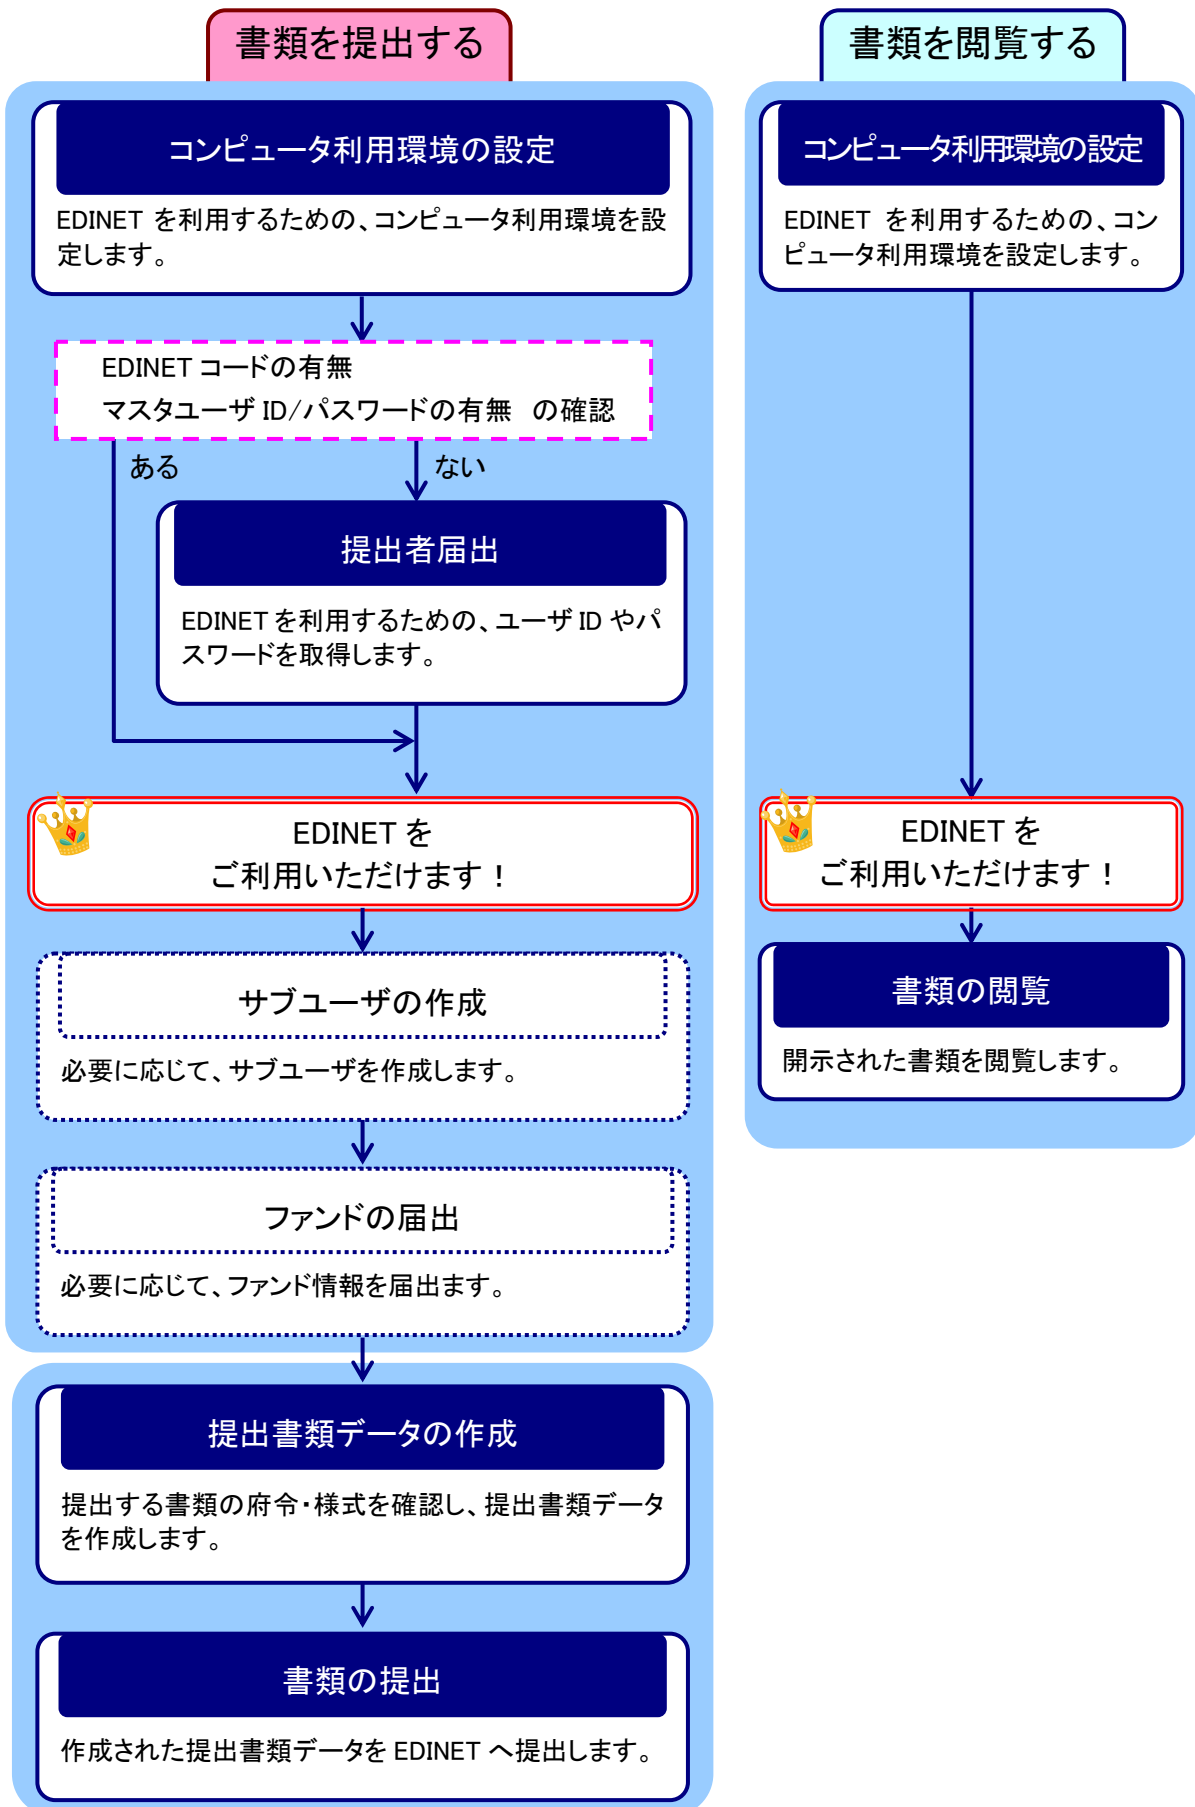 書類を提出する
コンピュータ利用環境の設定
EDINET を利用するための、コンピュータ利用環境を設
定します。
EDINET コードの有無
マスタユーザ ID/パスワードの有無　の確認
ある
ない
提出者届出
EDINET を利用するための、ユーザ ID やパ
スワードを取得します。
EDINET を
ご利用いただけます！
サブユーザの作成
必要に応じて、サブユーザを作成します。
ファンドの届出
必要に応じて、ファンド情報を届出ます。
提出書類データの作成
提出する書類の府令・様式を確認し、提出書類データ
を作成します。
書類の提出
作成された提出書類データを EDINET へ提出します。
書類を閲覧する
コンピュータ利用環境の設定
EDINET を利用するための、コン
ピュータ利用環境を設定します。
EDINET を
ご利用いただけます！
書類の閲覧
開示された書類を閲覧します。